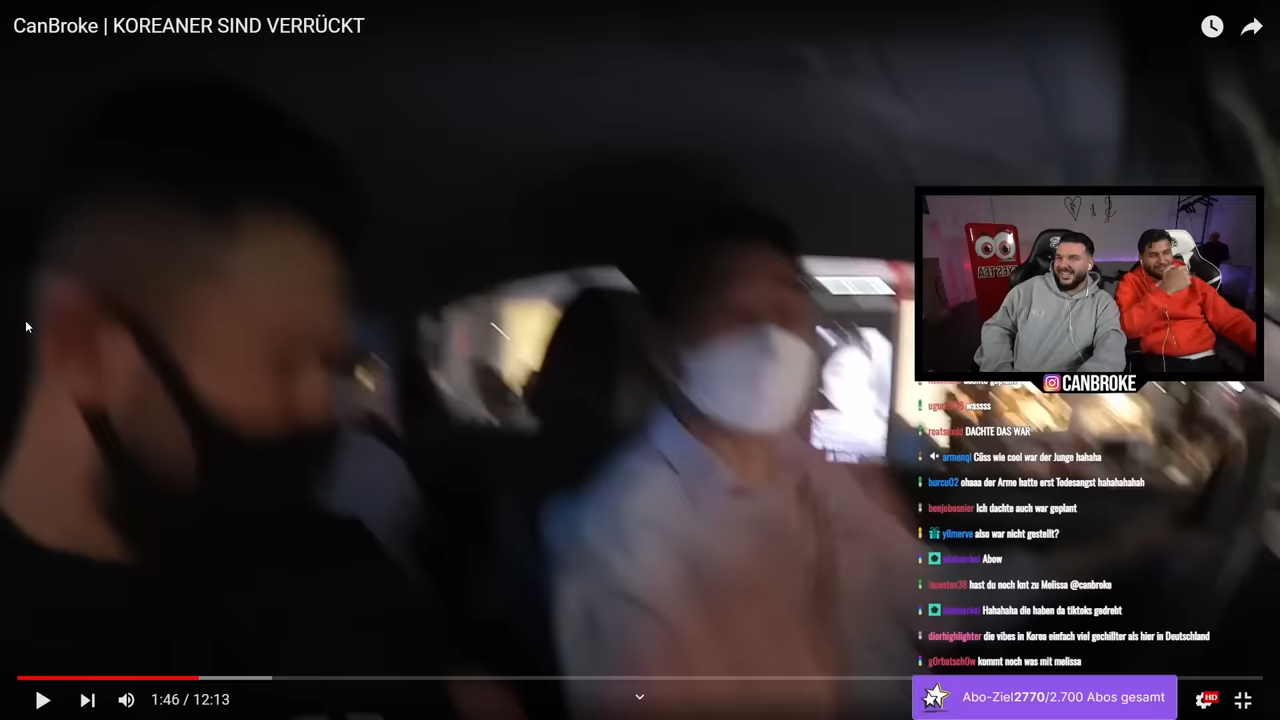 CanBroke | KOREANER SIND VERRÜCKT
CANBROKE
wassss
DACHTE DAS WAR
armenqi Cüss wie cool war der Junge hahaha
burcu02 ohaaa der Arme hatte erst Todesangst hahahahahah
benjobosnier Ich dachte auch war geplant
yllmerve also war nicht gestellt?
Abow
hast du noch knt zu Melissa @canbroke
Hahahaha die haben da tiktoks gedreht
diorhighlighter die vibes in Korea einfach viel gechillter als hier in Deutschland
g0rbatsch0w kommt noch was mit melissa
1:46 / 12:13
Abo-Ziel2770/2.700 Abos gesamt
HD